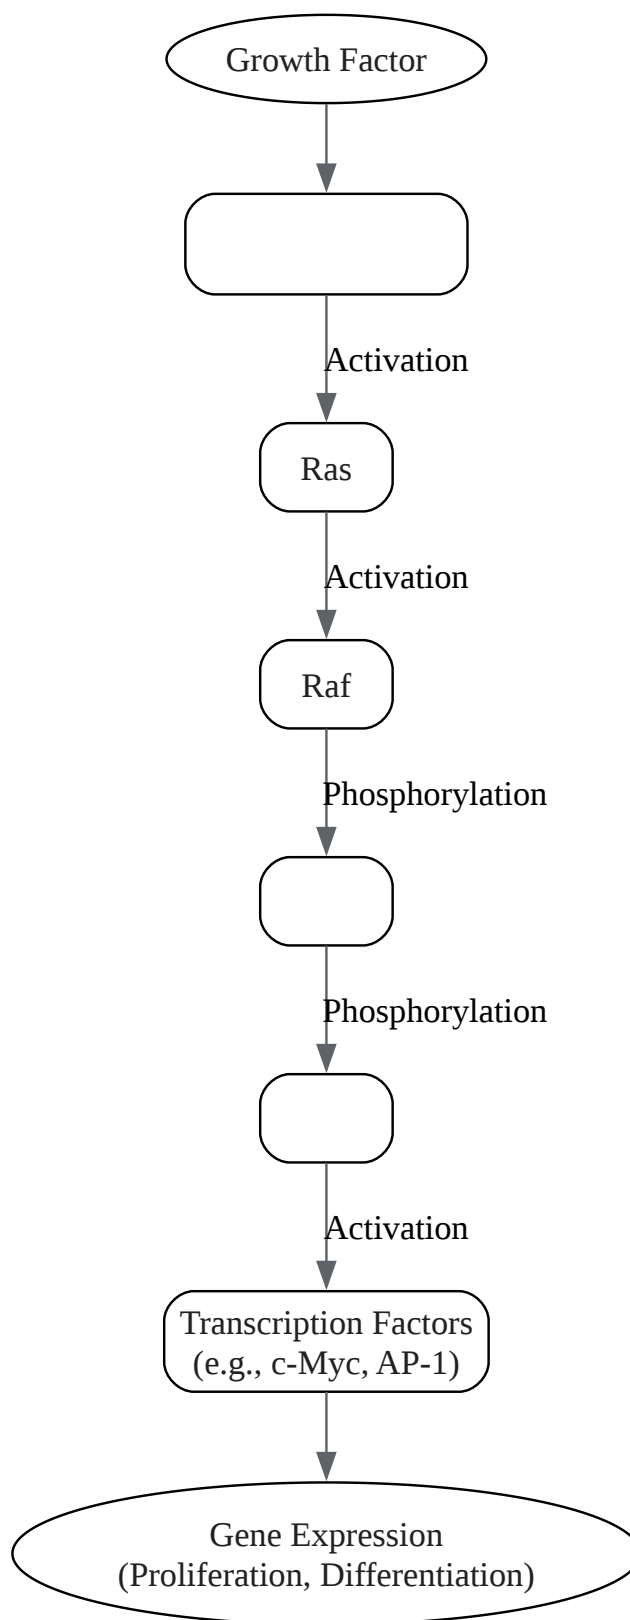 Growth Factor
Activation
Ras
Activation
Raf
Phosphorylation
Phosphorylation
Activation
Transcription Factors
(e.g., c-Myc, AP-1)
Gene Expression
(Proliferation, Differentiation)